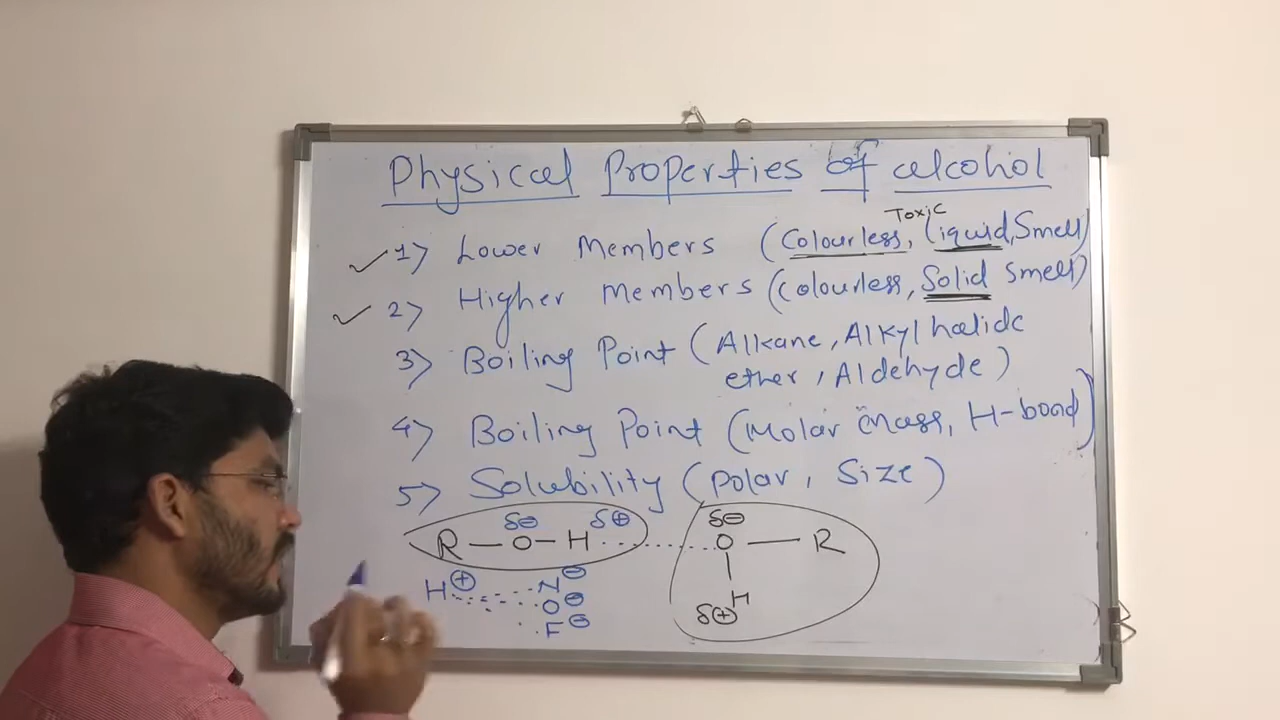 Physical Properties of alcohol
Toxic
1) Lower Members (Colourless, Liquid, Smell)
2) Higher Members (Colourless, Solid Smell)
3) Boiling Point (Alkane, Alkyl halide
ether, Aldehyde)
4) Boiling Point (Molar mass, H-bond)
5) Solubility (Polar, Size)
δ⊖ δ⊕ δ⊖
R — O — H ........ O — R
H⊕ ---- N⊖
O⊖
H
δ⊕
F⊖